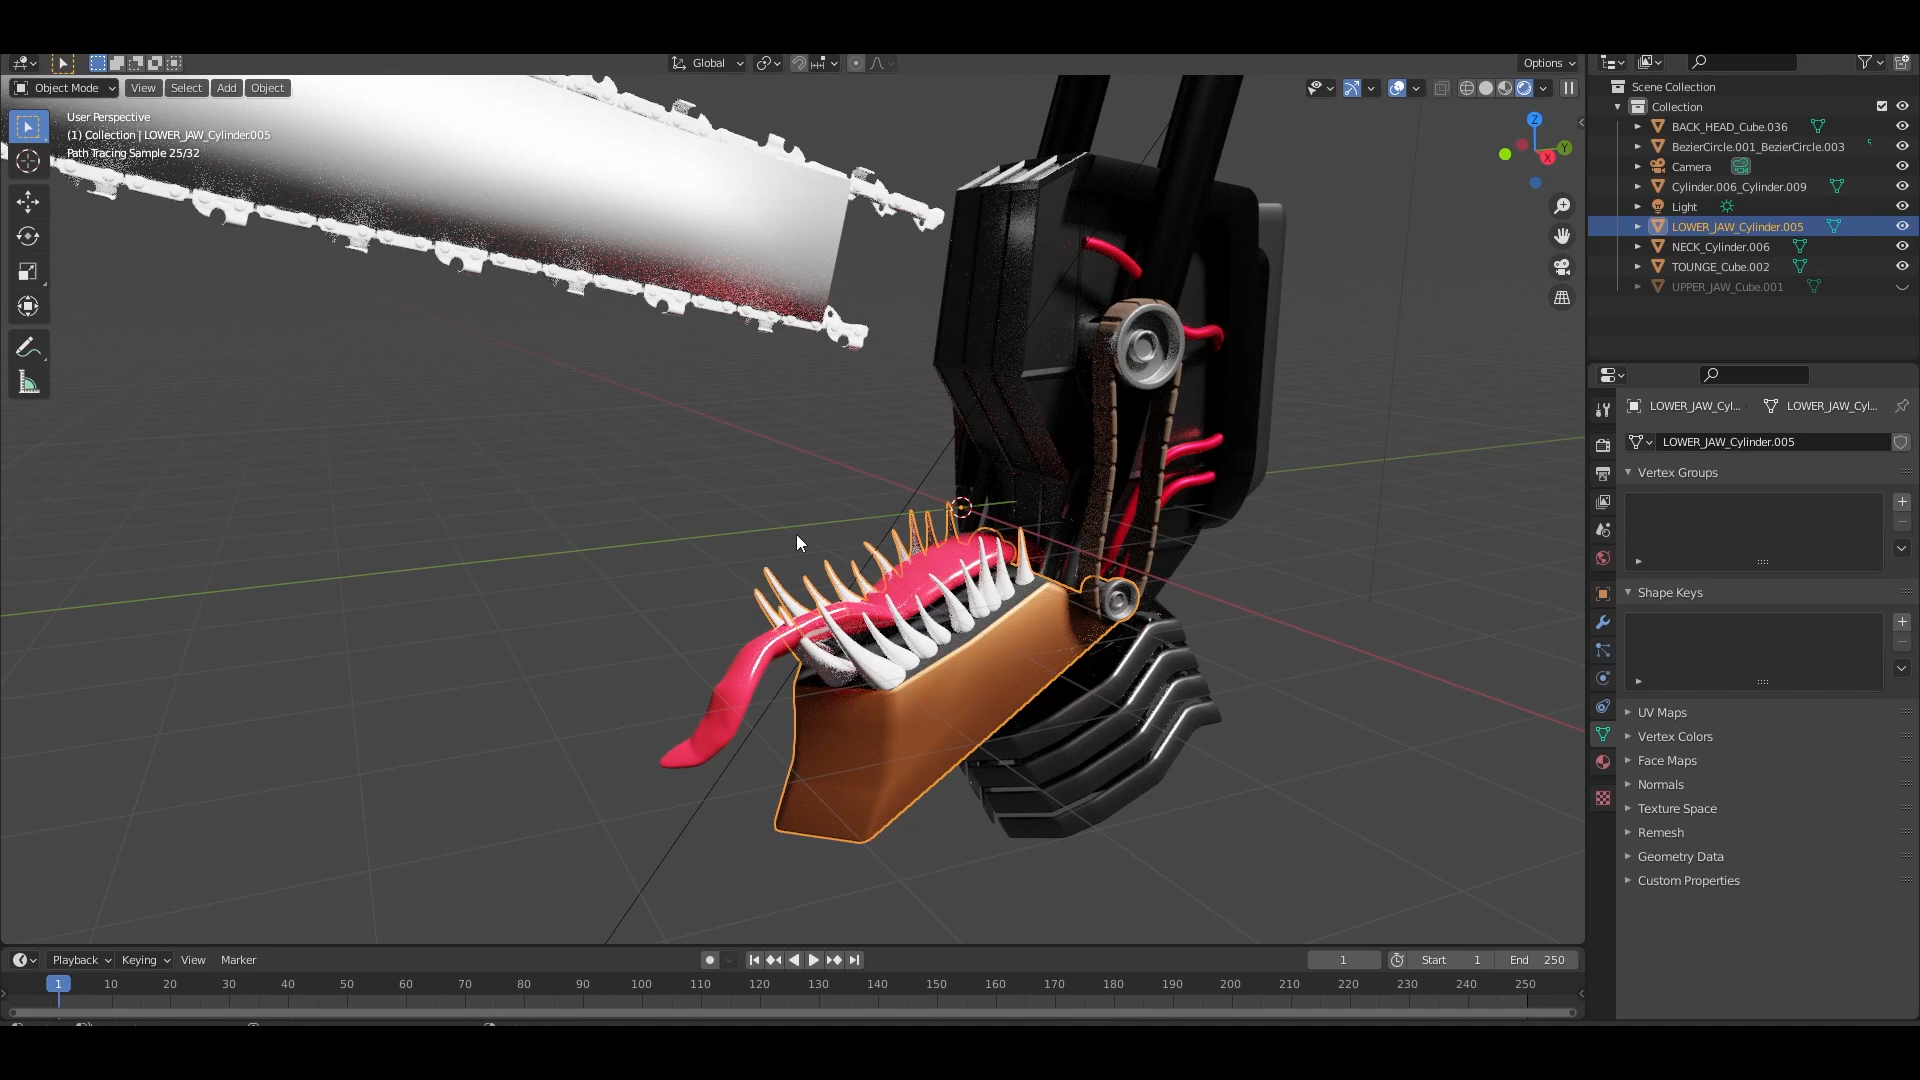 Global
Options
Object Mode
View
Select
Add
Object
User Perspective
(1) Collection | LOWER_JAW_Cylinder.005
Path Tracing Sample 25/32
Z
Y
X
Scene Collection
Collection
BACK_HEAD_Cube.036
BezierCircle.001_BezierCircle.003
Camera
Cylinder.006_Cylinder.009
Light
LOWER_JAW_Cylinder.005
NECK_Cylinder.006
TOUNGE_Cube.002
UPPER_JAW_Cube.001
LOWER_JAW_Cyl...
LOWER_JAW_Cyl...
LOWER_JAW_Cylinder.005
Vertex Groups
Shape Keys
UV Maps
Vertex Colors
Face Maps
Normals
Texture Space
Remesh
Geometry Data
Custom Properties
Playback
Keying
View
Marker
1
Start 1
End 250
1 10 20 30 40 50 60 70 80 90 100 110 120 130 140 150 160 170 180 190 200 210 220 230 240 250